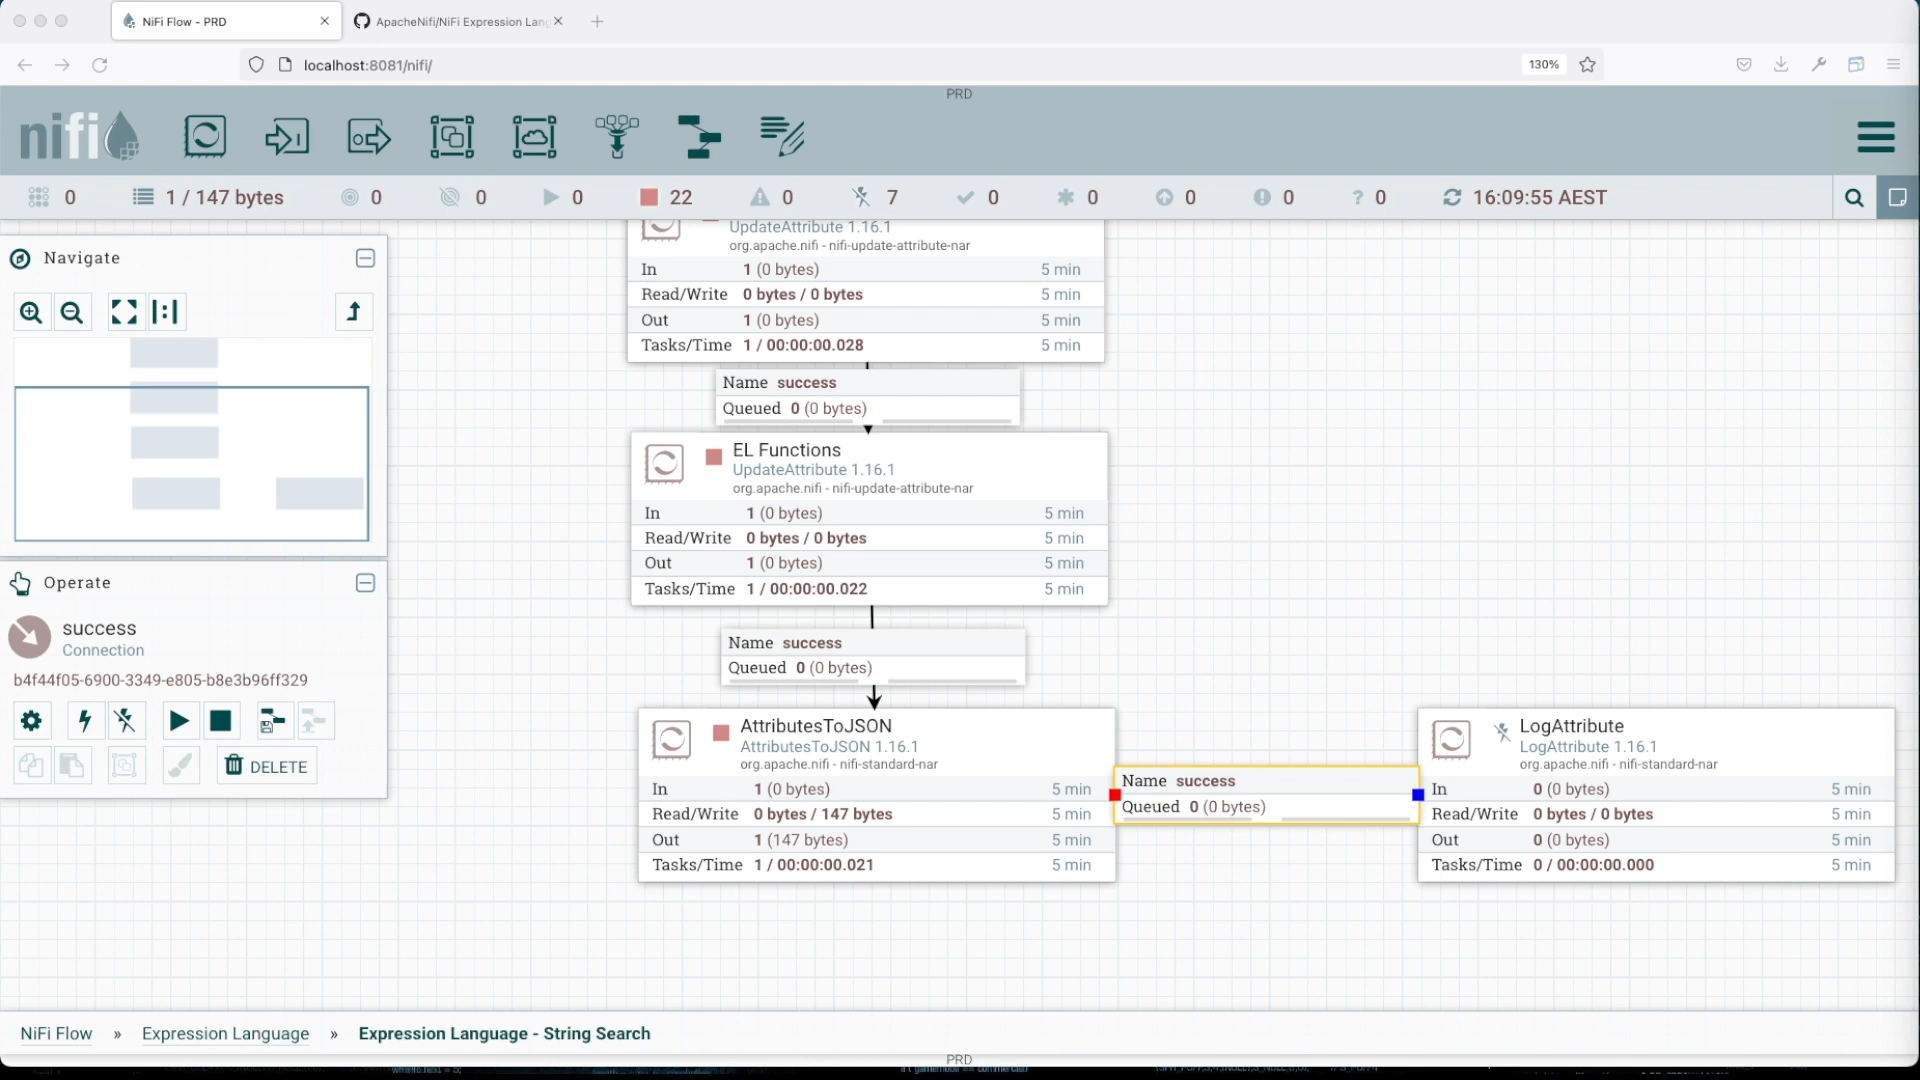 NiFi Flow - PRD
ApacheNifi/NiFi Expression Lang
localhost:8081/nifi/
130%
PRD
nifi
0
1 / 147 bytes
0
0
0
22
0
7
0
0
0
0
? 0
16:09:55 AEST
Navigate
Operate
success
Connection
b4f44f05-6900-3349-e805-b8e3b96ff329
DELETE
UpdateAttribute 1.16.1
org.apache.nifi - nifi-update-attribute-nar
In 1 (0 bytes) 5 min
Read/Write 0 bytes / 0 bytes 5 min
Out 1 (0 bytes) 5 min
Tasks/Time 1 / 00:00:00.028 5 min
Name success
Queued 0 (0 bytes)
EL Functions
UpdateAttribute 1.16.1
org.apache.nifi - nifi-update-attribute-nar
In 1 (0 bytes) 5 min
Read/Write 0 bytes / 0 bytes 5 min
Out 1 (0 bytes) 5 min
Tasks/Time 1 / 00:00:00.022 5 min
Name success
Queued 0 (0 bytes)
AttributesToJSON
AttributesToJSON 1.16.1
org.apache.nifi - nifi-standard-nar
In 1 (0 bytes) 5 min
Read/Write 0 bytes / 147 bytes 5 min
Out 1 (147 bytes) 5 min
Tasks/Time 1 / 00:00:00.021 5 min
Name success
Queued 0 (0 bytes)
LogAttribute
LogAttribute 1.16.1
org.apache.nifi - nifi-standard-nar
In 0 (0 bytes) 5 min
Read/Write 0 bytes / 0 bytes 5 min
Out 0 (0 bytes) 5 min
Tasks/Time 0 / 00:00:00.000 5 min
NiFi Flow » Expression Language » Expression Language - String Search
PRD